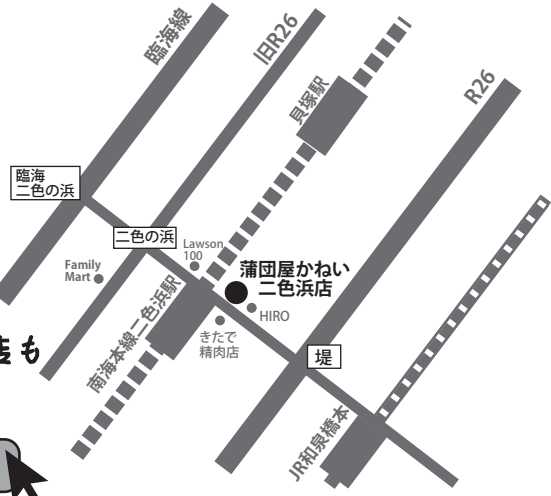 臨海線
旧R26
貝塚駅
R26
臨海
二色の浜
二色の浜
Lawson
100
Family
Mart
蒲団屋かねい
二色浜店
HIRO
南海本線二色浜駅
きたで
精肉店
堤
JR和泉橋本
も